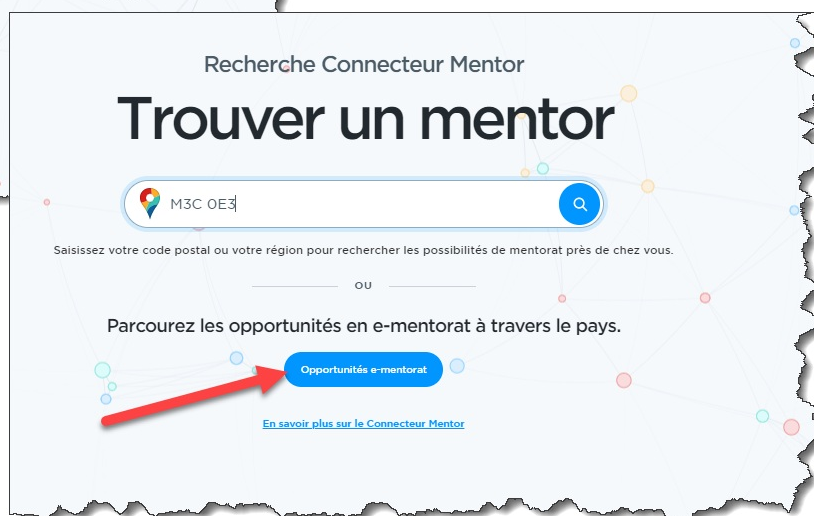 Recherche Connecteur Mentor
Trouver un mentor
M3C 0E3
Saisissez votre code postal ou votre région pour rechercher les possibilités de mentorat près de chez vous.
OU
Parcourez les opportunités en e-mentorat à travers le pays.
Opportunités e-mentorat
En savoir plus sur le Connecteur Mentor